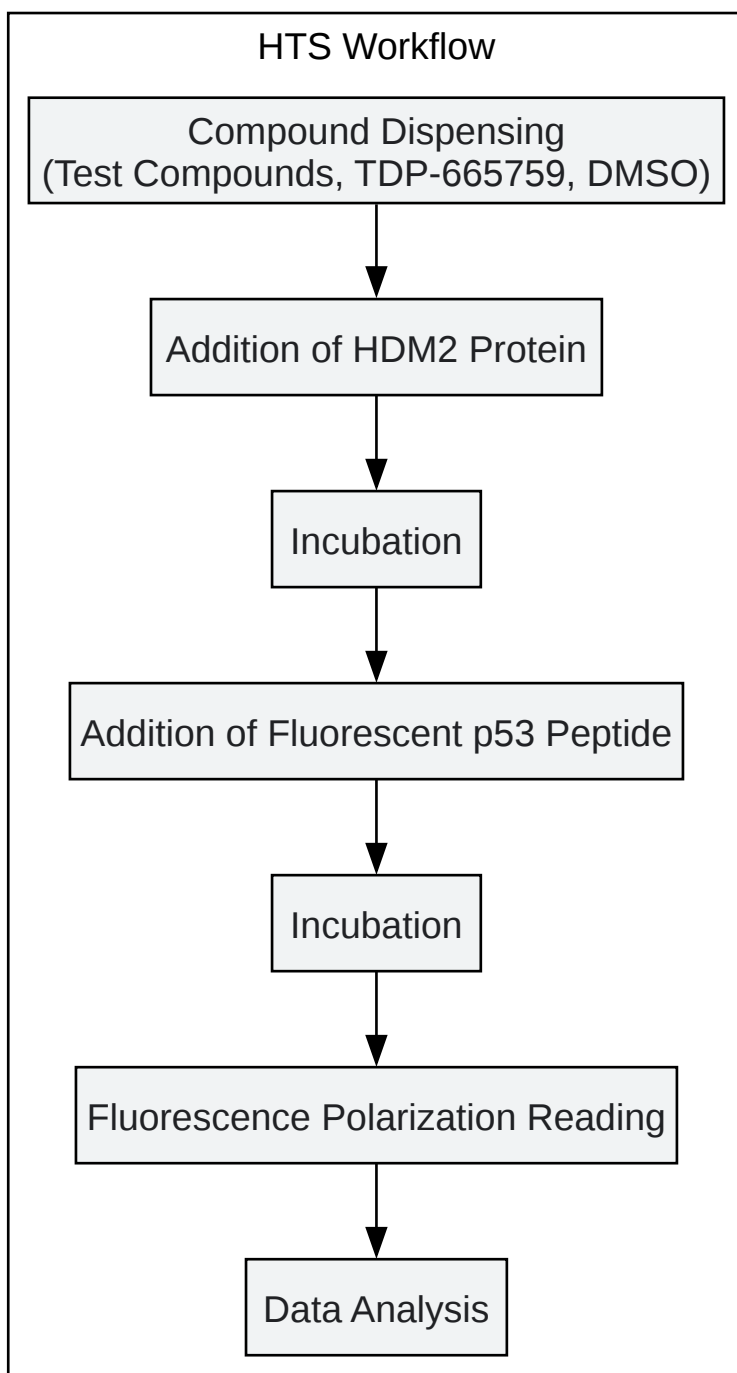 HTS Workflow
Compound Dispensing
(Test Compounds, TDP-665759, DMSO)
Addition of HDM2 Protein
Incubation
Addition of Fluorescent p53 Peptide
Incubation
Fluorescence Polarization Reading
Data Analysis